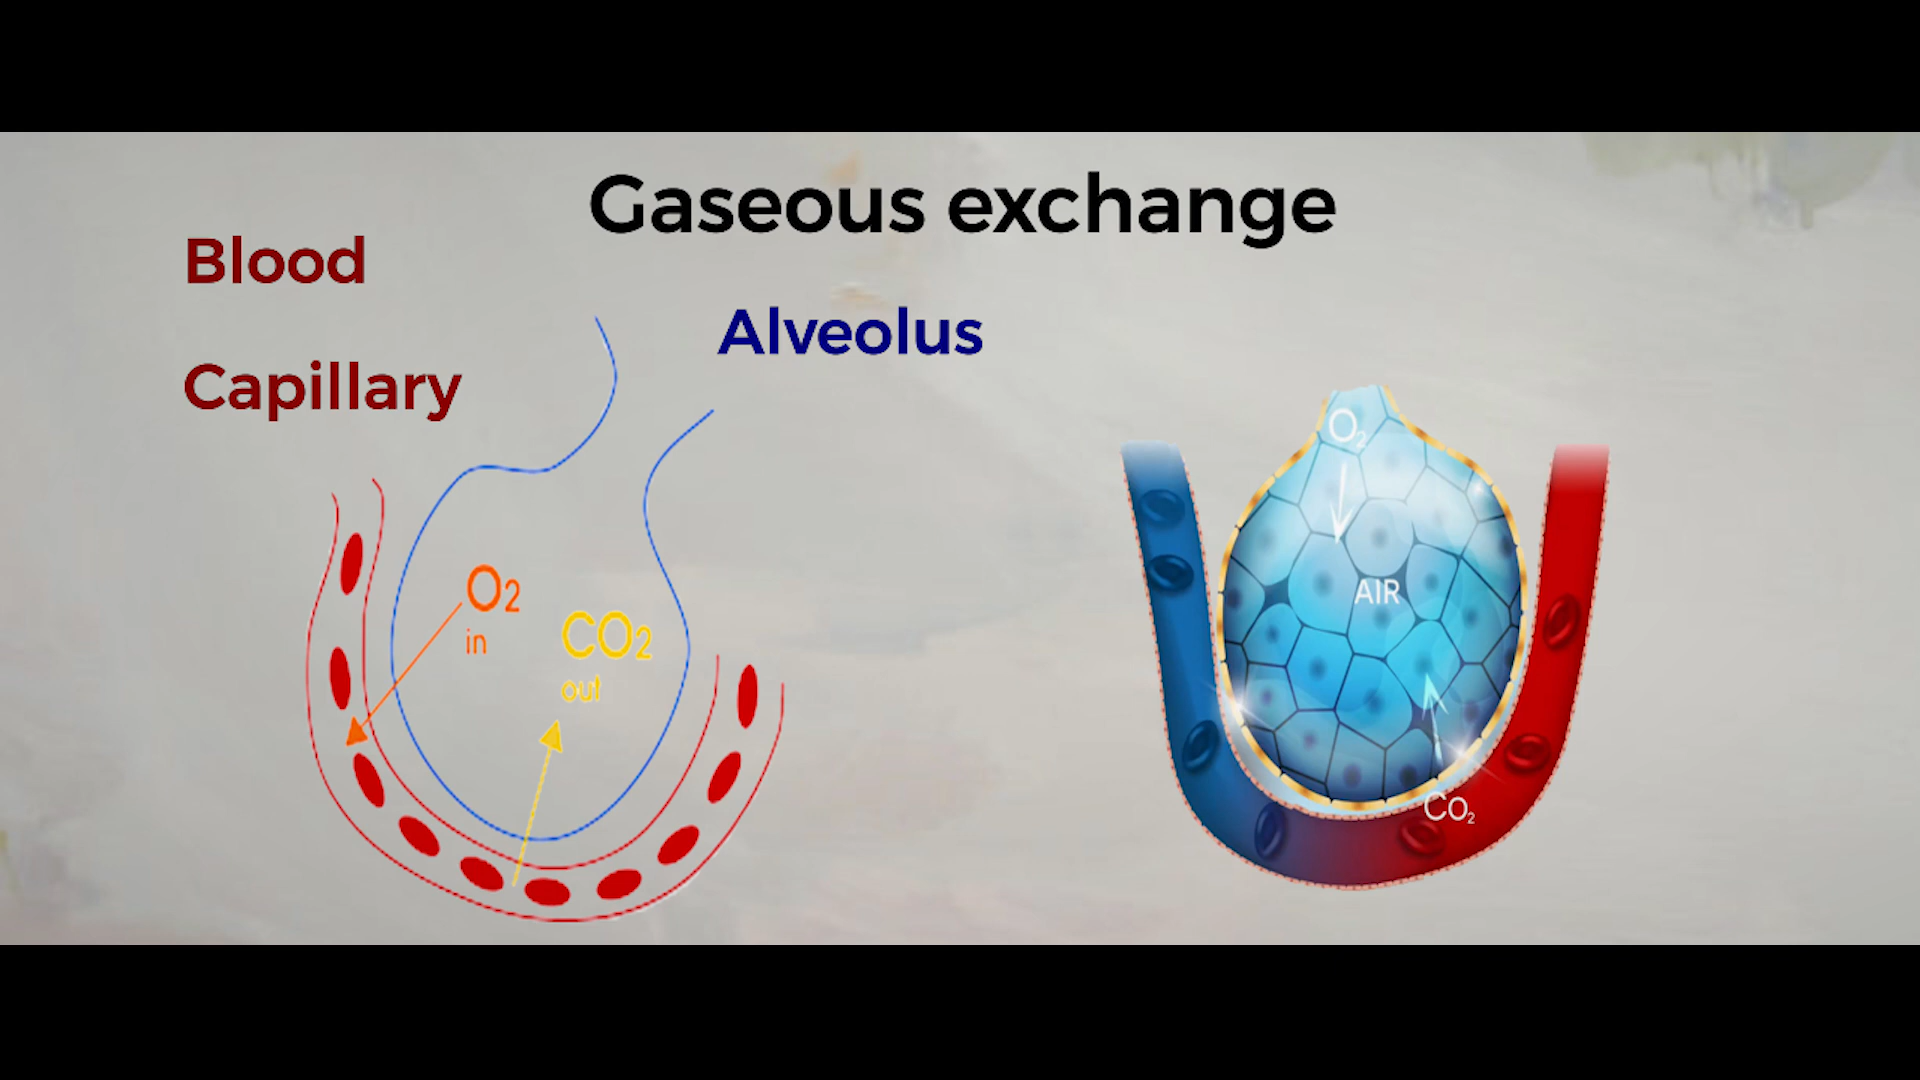 Gaseous exchange
Blood
Capillary
Alveolus
O2
in
CO2
out
O2
AIR
CO2